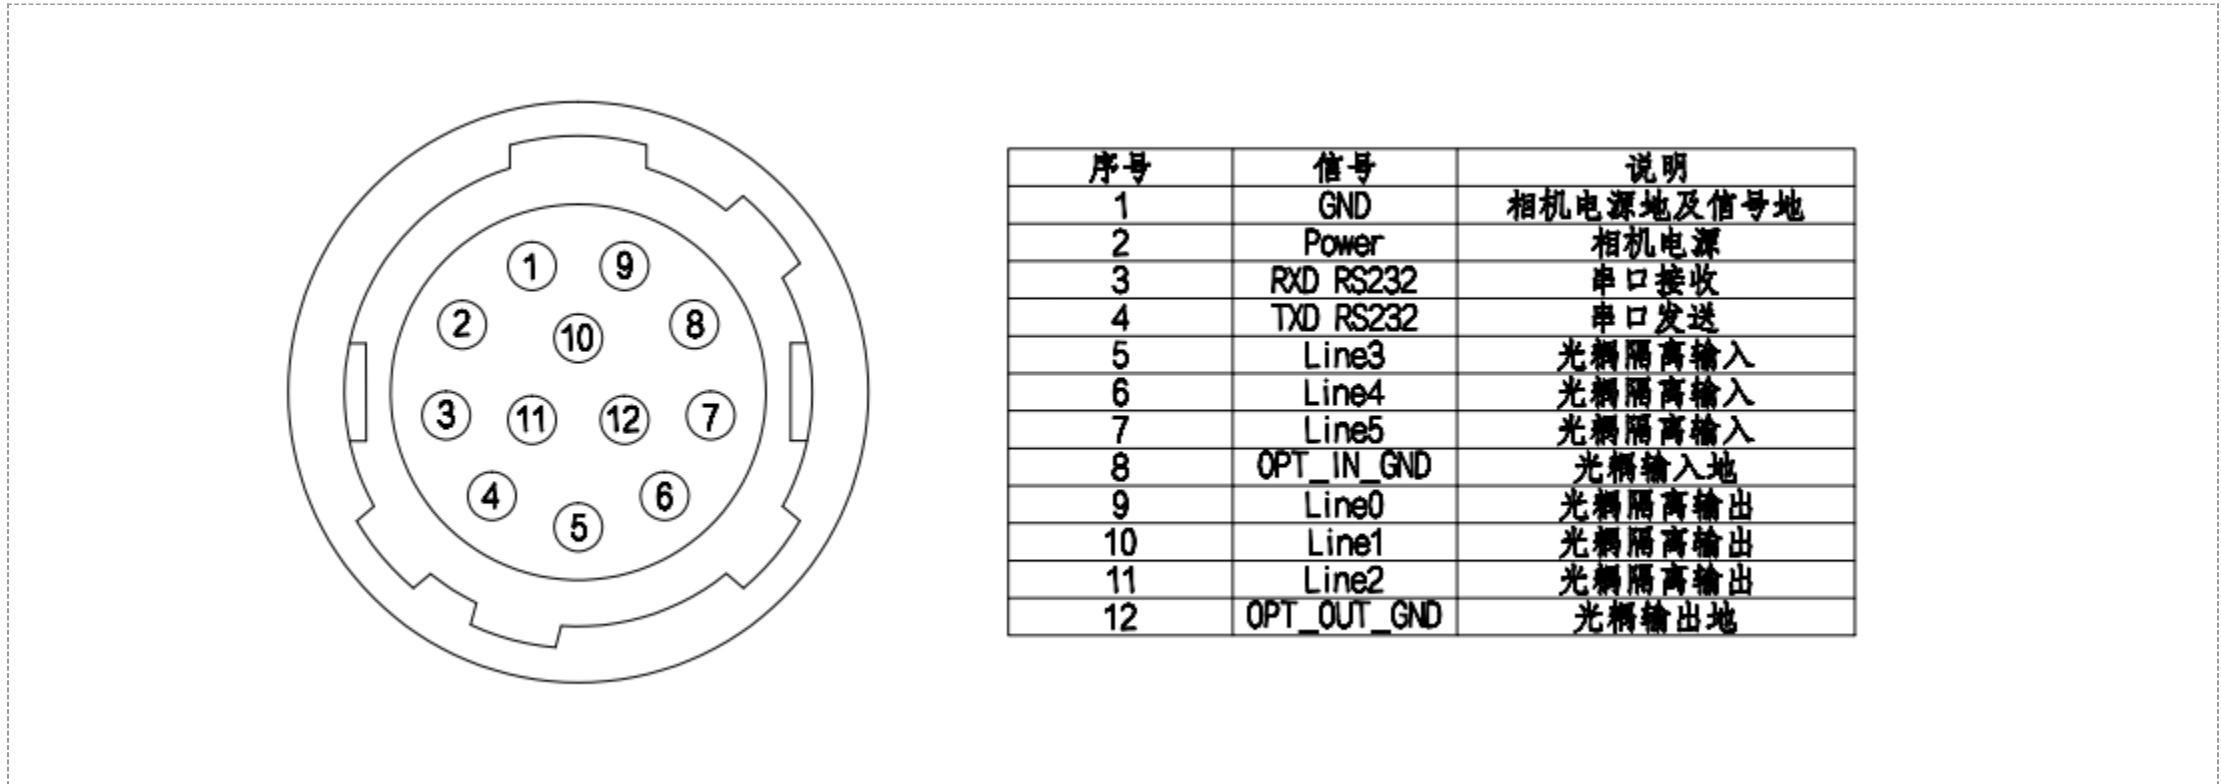 1 9
2 10 8
3 11 12 7
4 5 6
序号 信号 说明
1 GND 相机电源地及信号地
2 Power 相机电源
3 RXD RS232 串口接收
4 TXD RS232 串口发送
5 Line3 光耦隔离输入
6 Line4 光耦隔离输入
7 Line5 光耦隔离输入
8 OPT_IN_GND 光耦输入地
9 Line0 光耦隔离输出
10 Line1 光耦隔离输出
11 Line2 光耦隔离输出
12 OPT_OUT_GND 光耦输出地